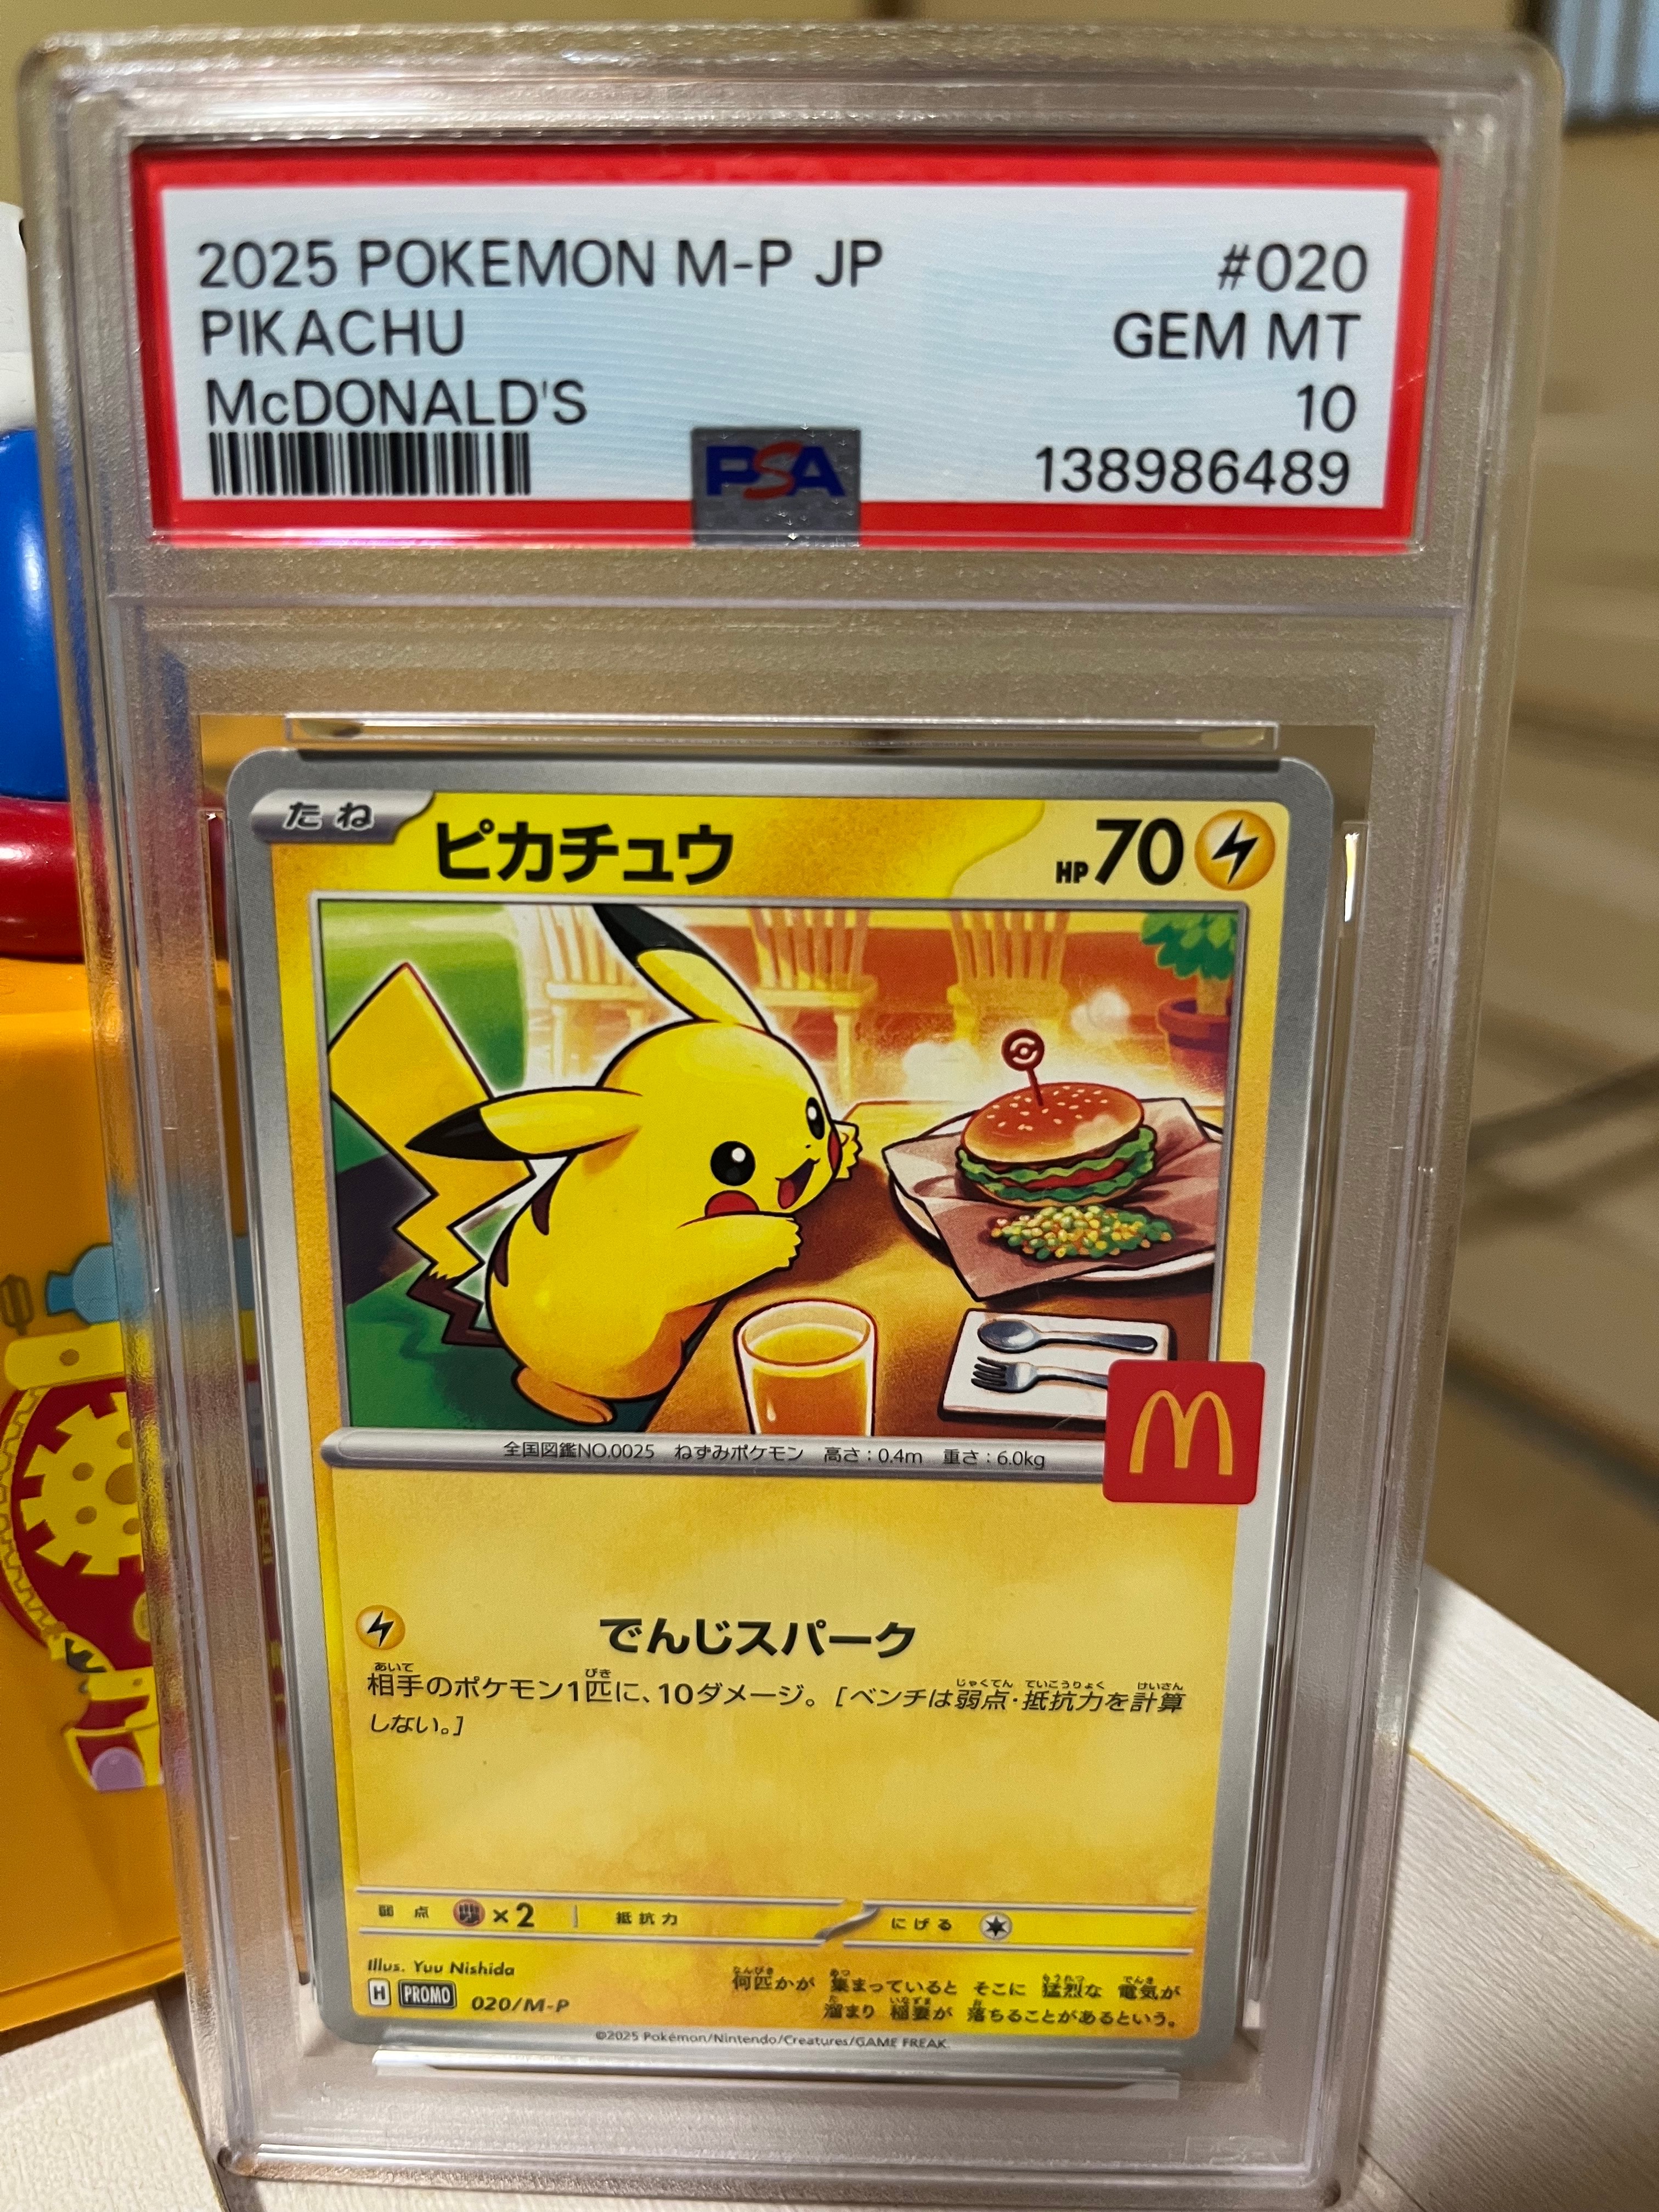 2025 POKEMON M-P JP #020
PIKACHU GEM MT
McDONALD'S 10
PSA 138986489
たね ピカチュウ HP70
M
全国図鑑NO.0025 ねずみポケモン 高さ:0.4m 重さ:6.0kg
でんじスパーク
相手のポケモン1匹に、10ダメージ。[ベンチは弱点・抵抗力を計算
しない。]
弱点 ×2 抵抗力 にげる
Illus. Yuu Nishida
H PROMO 020/M-P
何匹かが 集まっていると そこに 猛烈な 電気が
溜まり 稲妻が 落ちることがあるという。
©2025 Pokémon/Nintendo/Creatures/GAME FREAK.